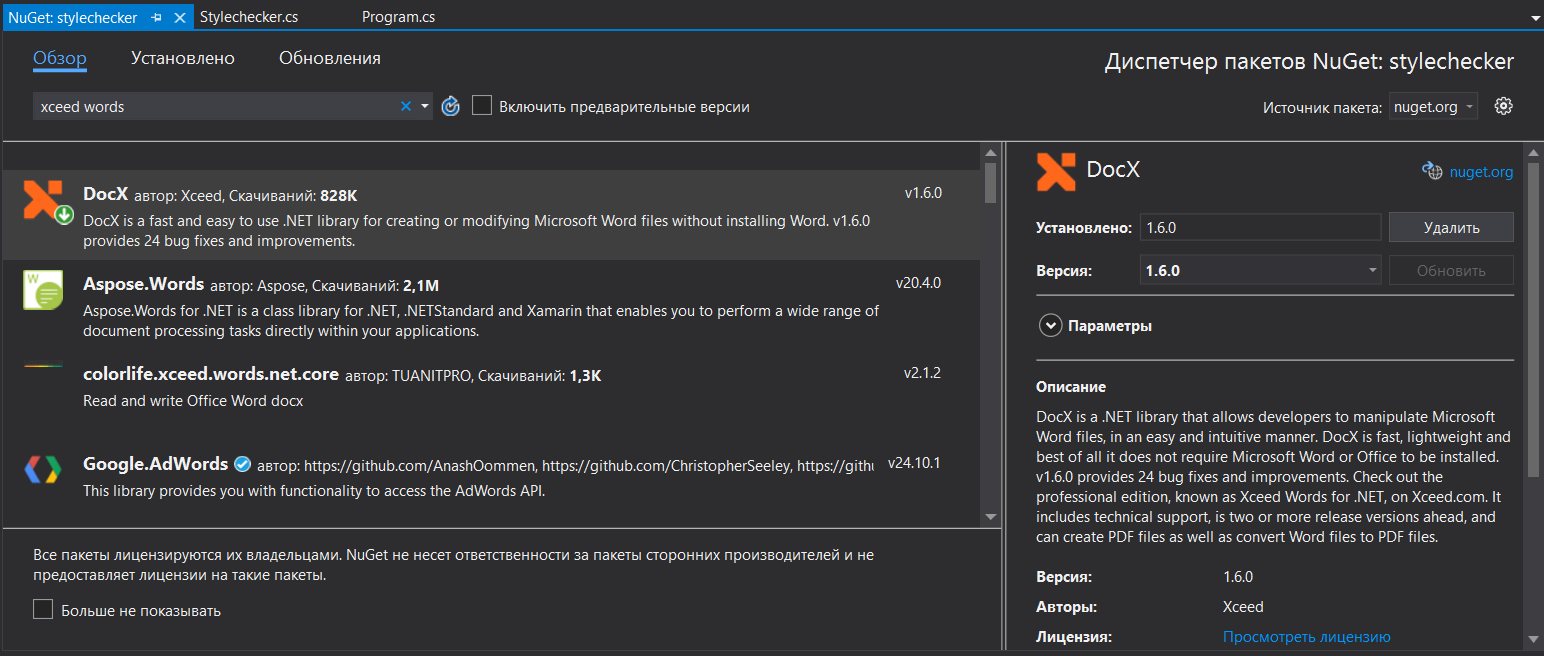 NuGet: stylechecker
Stylechecker.cs
Program.cs
Обзор
Установлено
Обновления
Диспетчер пакетов NuGet: stylechecker
xceed words
Включить предварительные версии
Источник пакета:
nuget.org
DocX автор: Xceed, Скачиваний: 828K
v1.6.0
DocX is a fast and easy to use .NET library for creating or modifying Microsoft Word files without installing Word. v1.6.0
provides 24 bug fixes and improvements.
W
Aspose.Words автор: Aspose, Скачиваний: 2,1M
v20.4.0
Aspose.Words for .NET is a class library for .NET, .NETStandard and Xamarin that enables you to perform a wide range of
document processing tasks directly within your applications.
colorlife.xceed.words.net.core автор: TUANITPRO, Скачиваний: 1,3K
v2.1.2
Read and write Office Word docx
Google.AdWords автор: https://github.com/AnashOommen, https://github.com/ChristopherSeeley, https://githu
v24.10.1
This library provides you with functionality to access the AdWords API.
Все пакеты лицензируются их владельцами. NuGet не несет ответственности за пакеты сторонних производителей и не
предоставляет лицензии на такие пакеты.
Больше не показывать
DocX
nuget.org
Установлено:
1.6.0
Удалить
Версия:
1.6.0
Обновить
Параметры
Описание
DocX is a .NET library that allows developers to manipulate Microsoft
Word files, in an easy and intuitive manner. DocX is fast, lightweight and
best of all it does not require Microsoft Word or Office to be installed.
v1.6.0 provides 24 bug fixes and improvements. Check out the
professional edition, known as Xceed Words for .NET, on Xceed.com. It
includes technical support, is two or more release versions ahead, and
can create PDF files as well as convert Word files to PDF files.
Версия:
1.6.0
Авторы:
Xceed
Лицензия:
Просмотреть лицензию